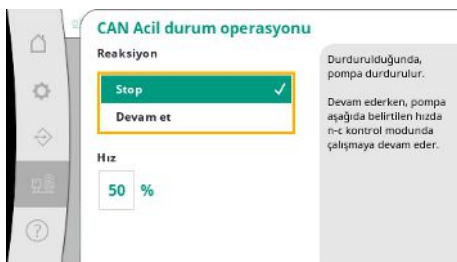 CAN Acil durum operasyonu
Reaksiyon
Stop
Devam et
Hız
50 %
Durdurulduğunda,
pompa durdurulur.
Devam ederken, pompa
aşağıda belirtilen hızda
n-c kontrol modunda
çalışmaya devam eder.